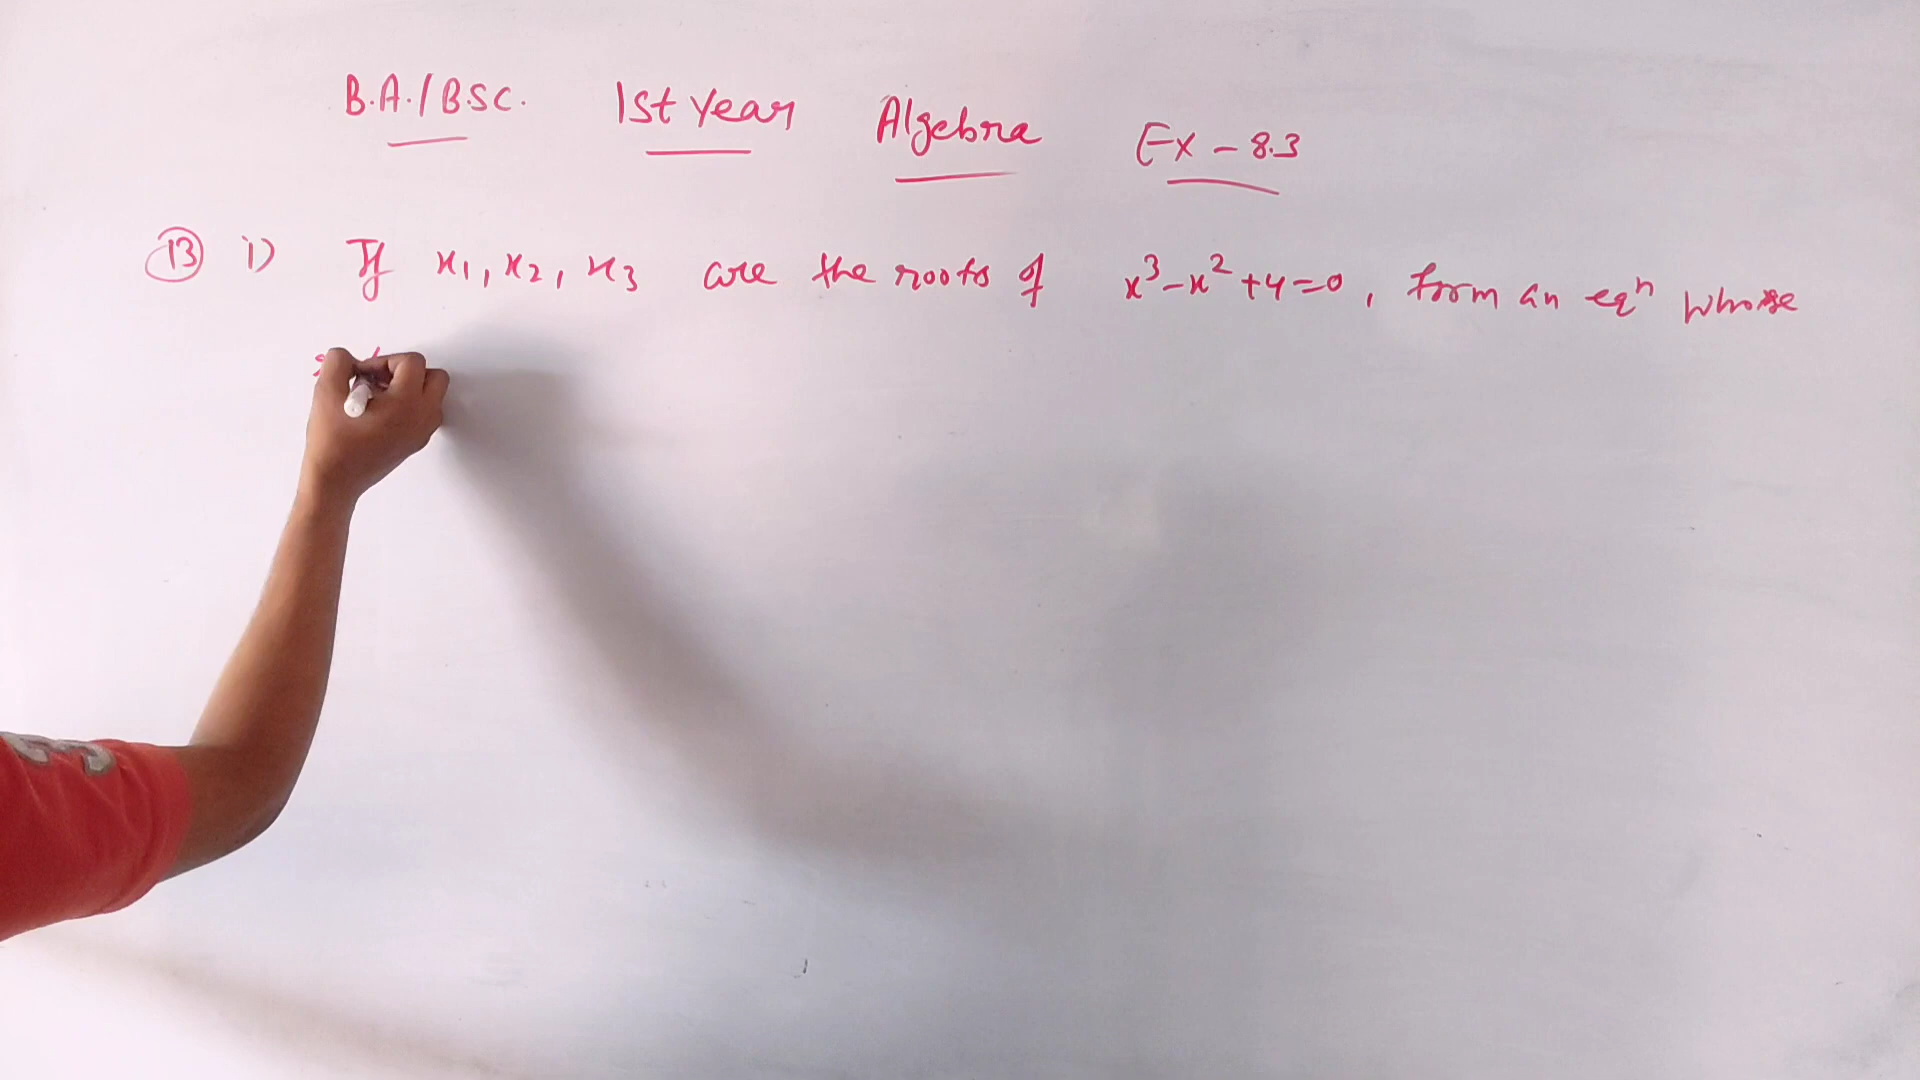 B.A./B.SC. 1st Year Algebra Ex - 8.3
13 i) If x1, x2, x3 are the roots of x³-x²+4=0, form an eqⁿ whose